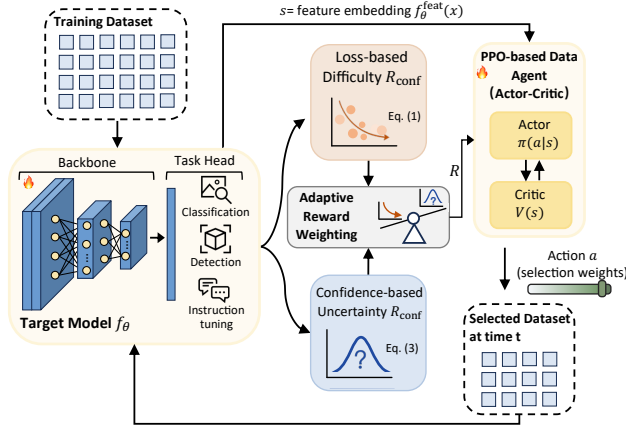 s= feature embedding f_θ^feat(x)
Training Dataset
Backbone
Task Head
Classification
Detection
Instruction
tuning
Target Model f_θ
Loss-based
Difficulty R_conf
Eq. (1)
Adaptive
Reward
Weighting
?
Confidence-based
Uncertainty R_conf
?
Eq. (3)
R
PPO-based Data
Agent
(Actor-Critic)
Actor
π(a|s)
Critic
V(s)
Action a
(selection weights)
Selected Dataset
at time t